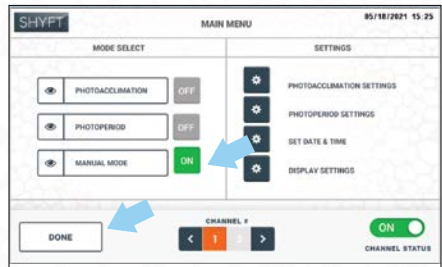 SHYFT
MAIN MENU
05/18/2021 15:25
MODE SELECT
SETTINGS
PHOTOACCLIMATION OFF
PHOTOPERIOD OFF
MANUAL MODE ON
PHOTOACCLIMATION SETTINGS
PHOTOPERIOD SETTINGS
SET DATE & TIME
DISPLAY SETTINGS
DONE
CHANNEL #
< 1 2 >
ON
CHANNEL STATUS